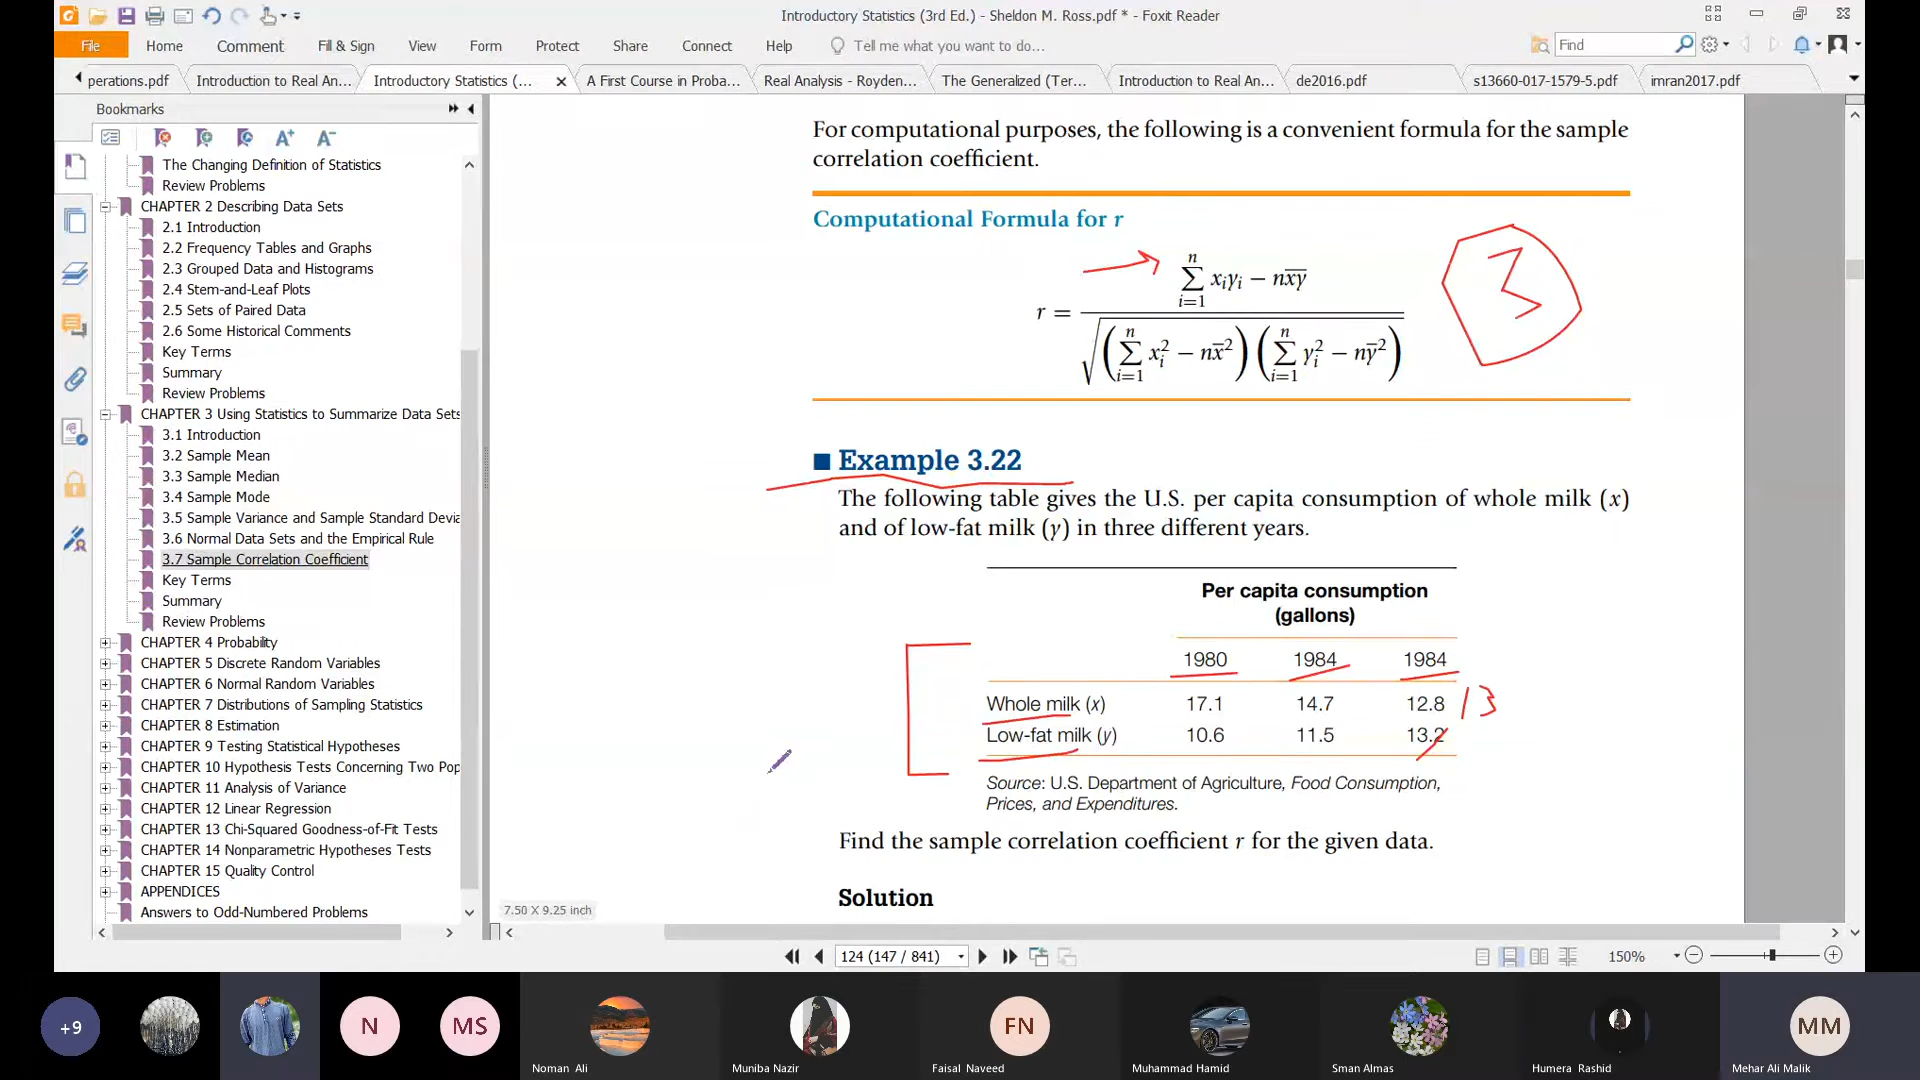 Introductory Statistics (3rd Ed.) - Sheldon M. Ross.pdf * - Foxit Reader
File Home Comment Fill & Sign View Form Protect Share Connect Help Tell me what you want to do... Find
perations.pdf Introduction to Real An... Introductory Statistics (... A First Course in Proba... Real Analysis - Royden... The Generalized (Ter... Introduction to Real An... de2016.pdf s13660-017-1579-5.pdf imran2017.pdf
Bookmarks
The Changing Definition of Statistics
Review Problems
CHAPTER 2 Describing Data Sets
2.1 Introduction
2.2 Frequency Tables and Graphs
2.3 Grouped Data and Histograms
2.4 Stem-and-Leaf Plots
2.5 Sets of Paired Data
2.6 Some Historical Comments
Key Terms
Summary
Review Problems
CHAPTER 3 Using Statistics to Summarize Data Sets
3.1 Introduction
3.2 Sample Mean
3.3 Sample Median
3.4 Sample Mode
3.5 Sample Variance and Sample Standard Devia
3.6 Normal Data Sets and the Empirical Rule
3.7 Sample Correlation Coefficient
Key Terms
Summary
Review Problems
CHAPTER 4 Probability
CHAPTER 5 Discrete Random Variables
CHAPTER 6 Normal Random Variables
CHAPTER 7 Distributions of Sampling Statistics
CHAPTER 8 Estimation
CHAPTER 9 Testing Statistical Hypotheses
CHAPTER 10 Hypothesis Tests Concerning Two Pop
CHAPTER 11 Analysis of Variance
CHAPTER 12 Linear Regression
CHAPTER 13 Chi-Squared Goodness-of-Fit Tests
CHAPTER 14 Nonparametric Hypotheses Tests
CHAPTER 15 Quality Control
APPENDICES
Answers to Odd-Numbered Problems
For computational purposes, the following is a convenient formula for the sample
correlation coefficient.
Computational Formula for r
r = (∑_{i=1}^{n} x_i y_i − n x̅ y̅) / √((∑_{i=1}^{n} x_i² − n x̅²)(∑_{i=1}^{n} y_i² − n y̅²))
3
Example 3.22
The following table gives the U.S. per capita consumption of whole milk (x)
and of low-fat milk (y) in three different years.
Per capita consumption
(gallons)
1980 1984 1984
Whole milk (x) 17.1 14.7 12.8 13
Low-fat milk (y) 10.6 11.5 13.2
Source: U.S. Department of Agriculture, Food Consumption,
Prices, and Expenditures.
Find the sample correlation coefficient r for the given data.
Solution
7.50 X 9.25 inch
124 (147 / 841) 150%
+9 N MS FN MM
Noman Ali Muniba Nazir Faisal Naveed Muhammad Hamid Sman Almas Humera Rashid Mehar Ali Malik